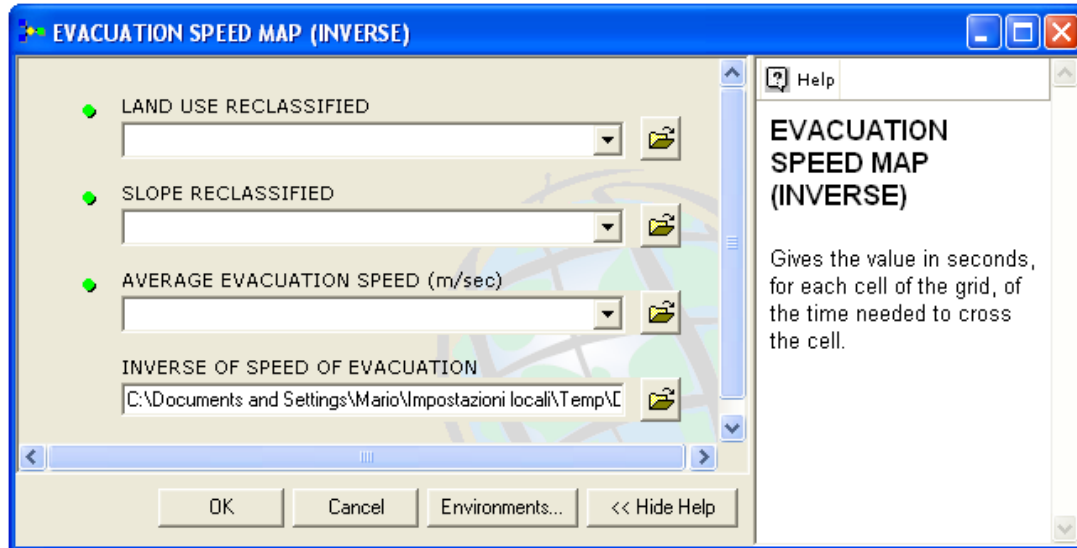 EVACUATION SPEED MAP (INVERSE)
LAND USE RECLASSIFIED
SLOPE RECLASSIFIED
AVERAGE EVACUATION SPEED (m/sec)
INVERSE OF SPEED OF EVACUATION
C:\Documents and Settings\Mario\Impostazioni locali\Temp\E
OK
Cancel
Environments...
<< Hide Help
Help
EVACUATION
SPEED MAP
(INVERSE)
Gives the value in seconds,
for each cell of the grid, of
the time needed to cross
the cell.